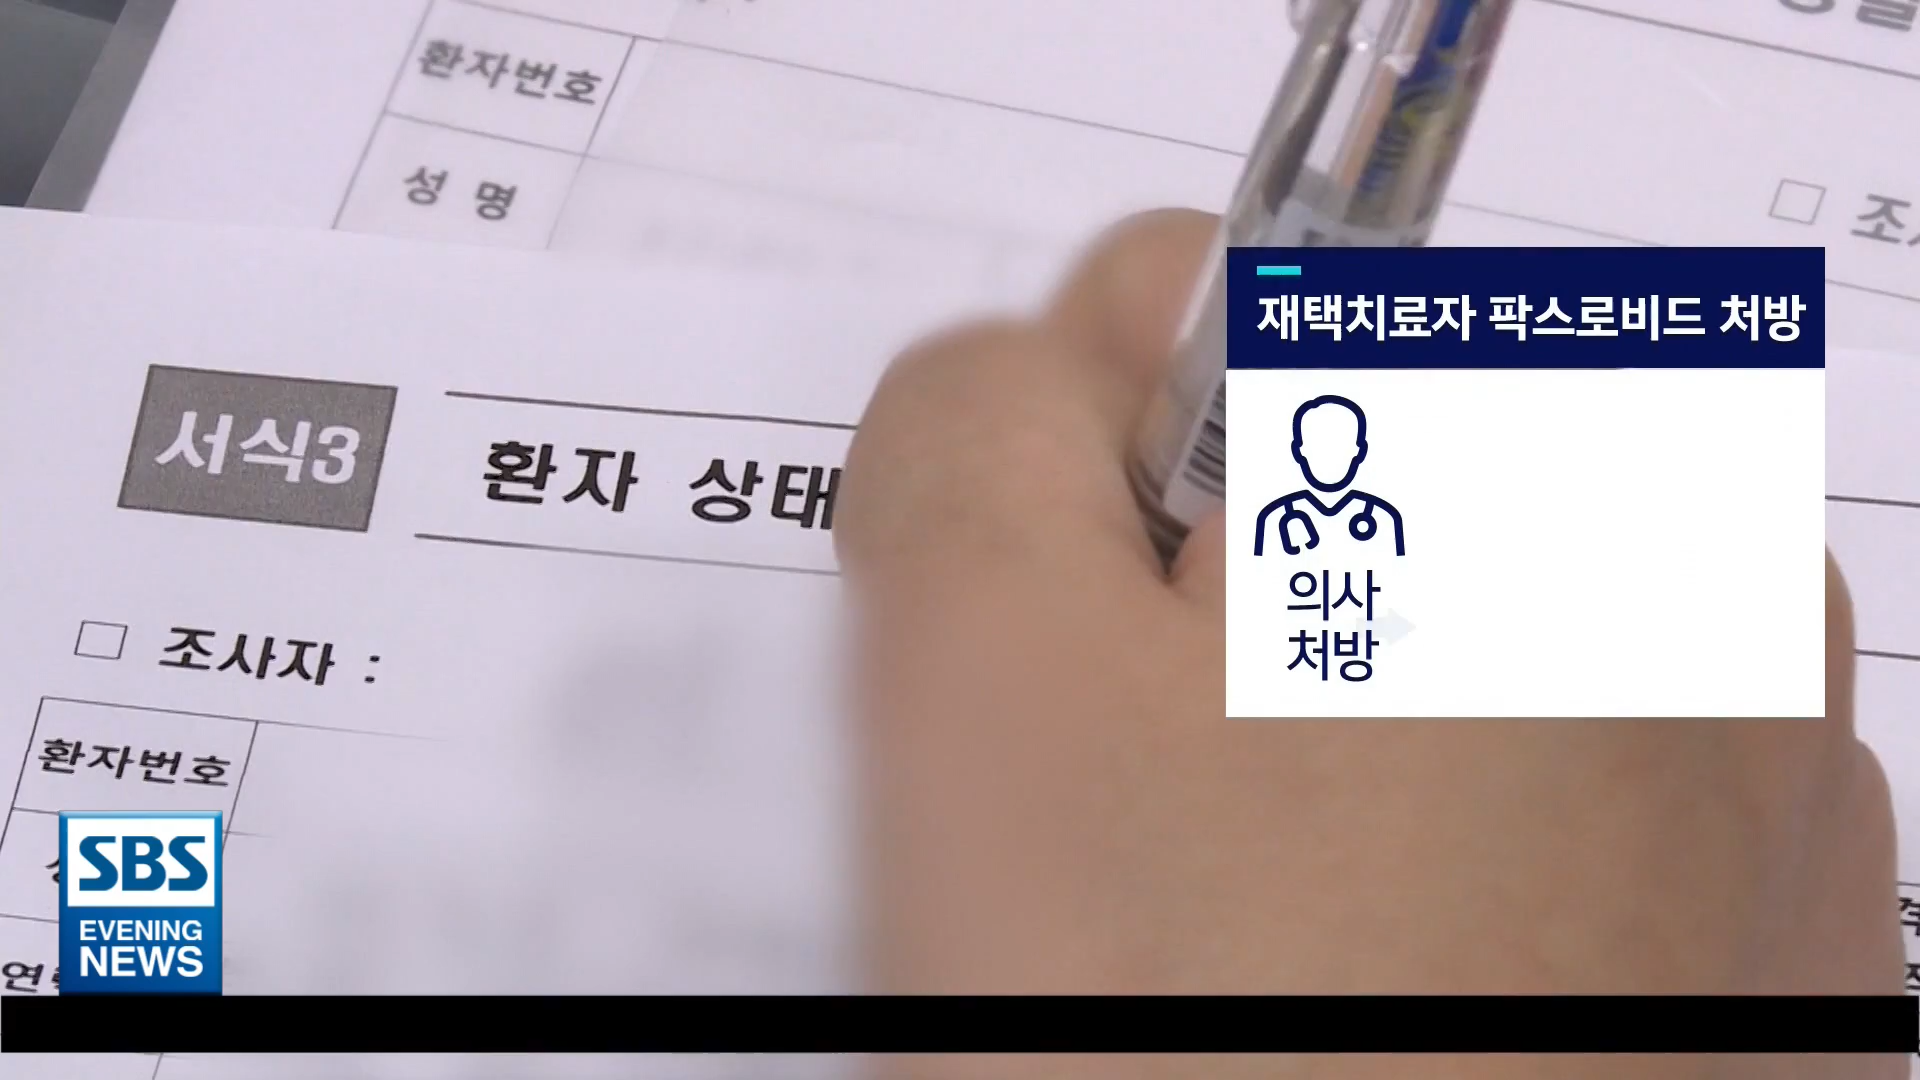 환자번호
성 명
조사
재택치료자 팍스로비드 처방
서식3
환자 상태
의사
처방
□ 조사자 :
환자번호
SBS
EVENING
NEWS